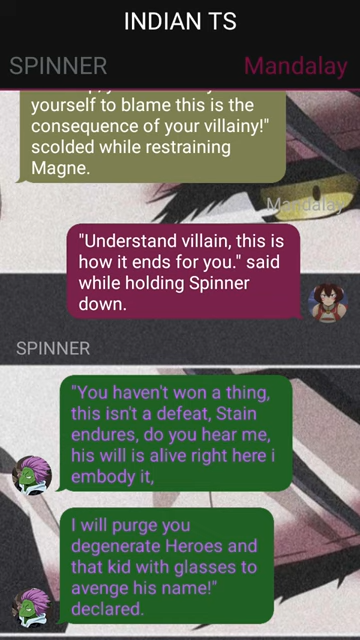 INDIAN TS
SPINNER
Mandalay
yourself to blame this is the
consequence of your villainy!"
scolded while restraining
Magne.
Mandalay
"Understand villain, this is
how it ends for you." said
while holding Spinner
down.
SPINNER
"You haven't won a thing,
this isn't a defeat, Stain
endures, do you hear me,
his will is alive right here i
embody it,
I will purge you
degenerate Heroes and
that kid with glasses to
avenge his name!"
declared.